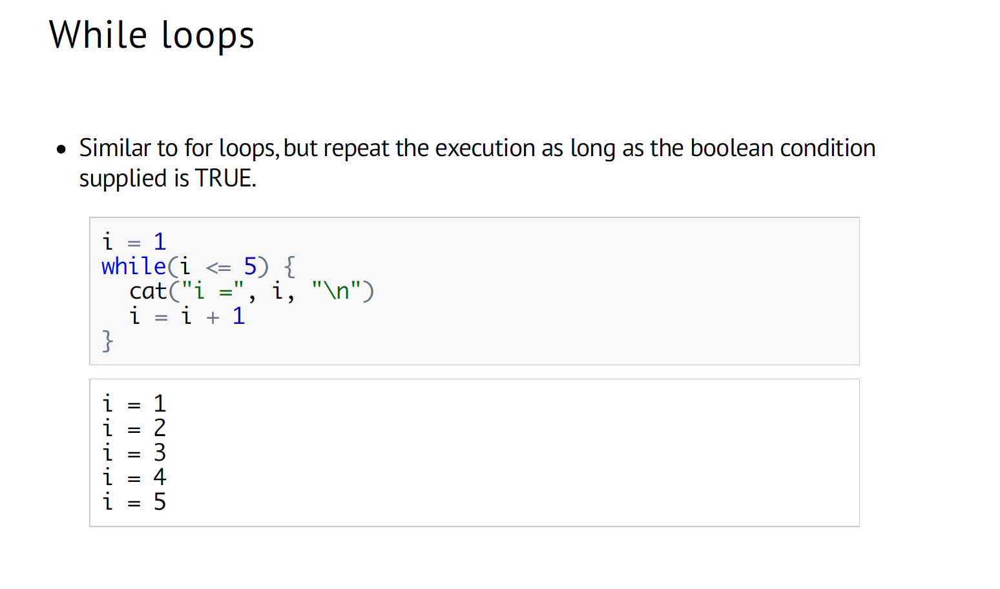 While loops
• Similar to for loops, but repeat the execution as long as the boolean condition
supplied is TRUE.
i = 1
while(i <= 5) {
  cat("i =", i, "\n")
  i = i + 1
}
i = 1
i = 2
i = 3
i = 4
i = 5